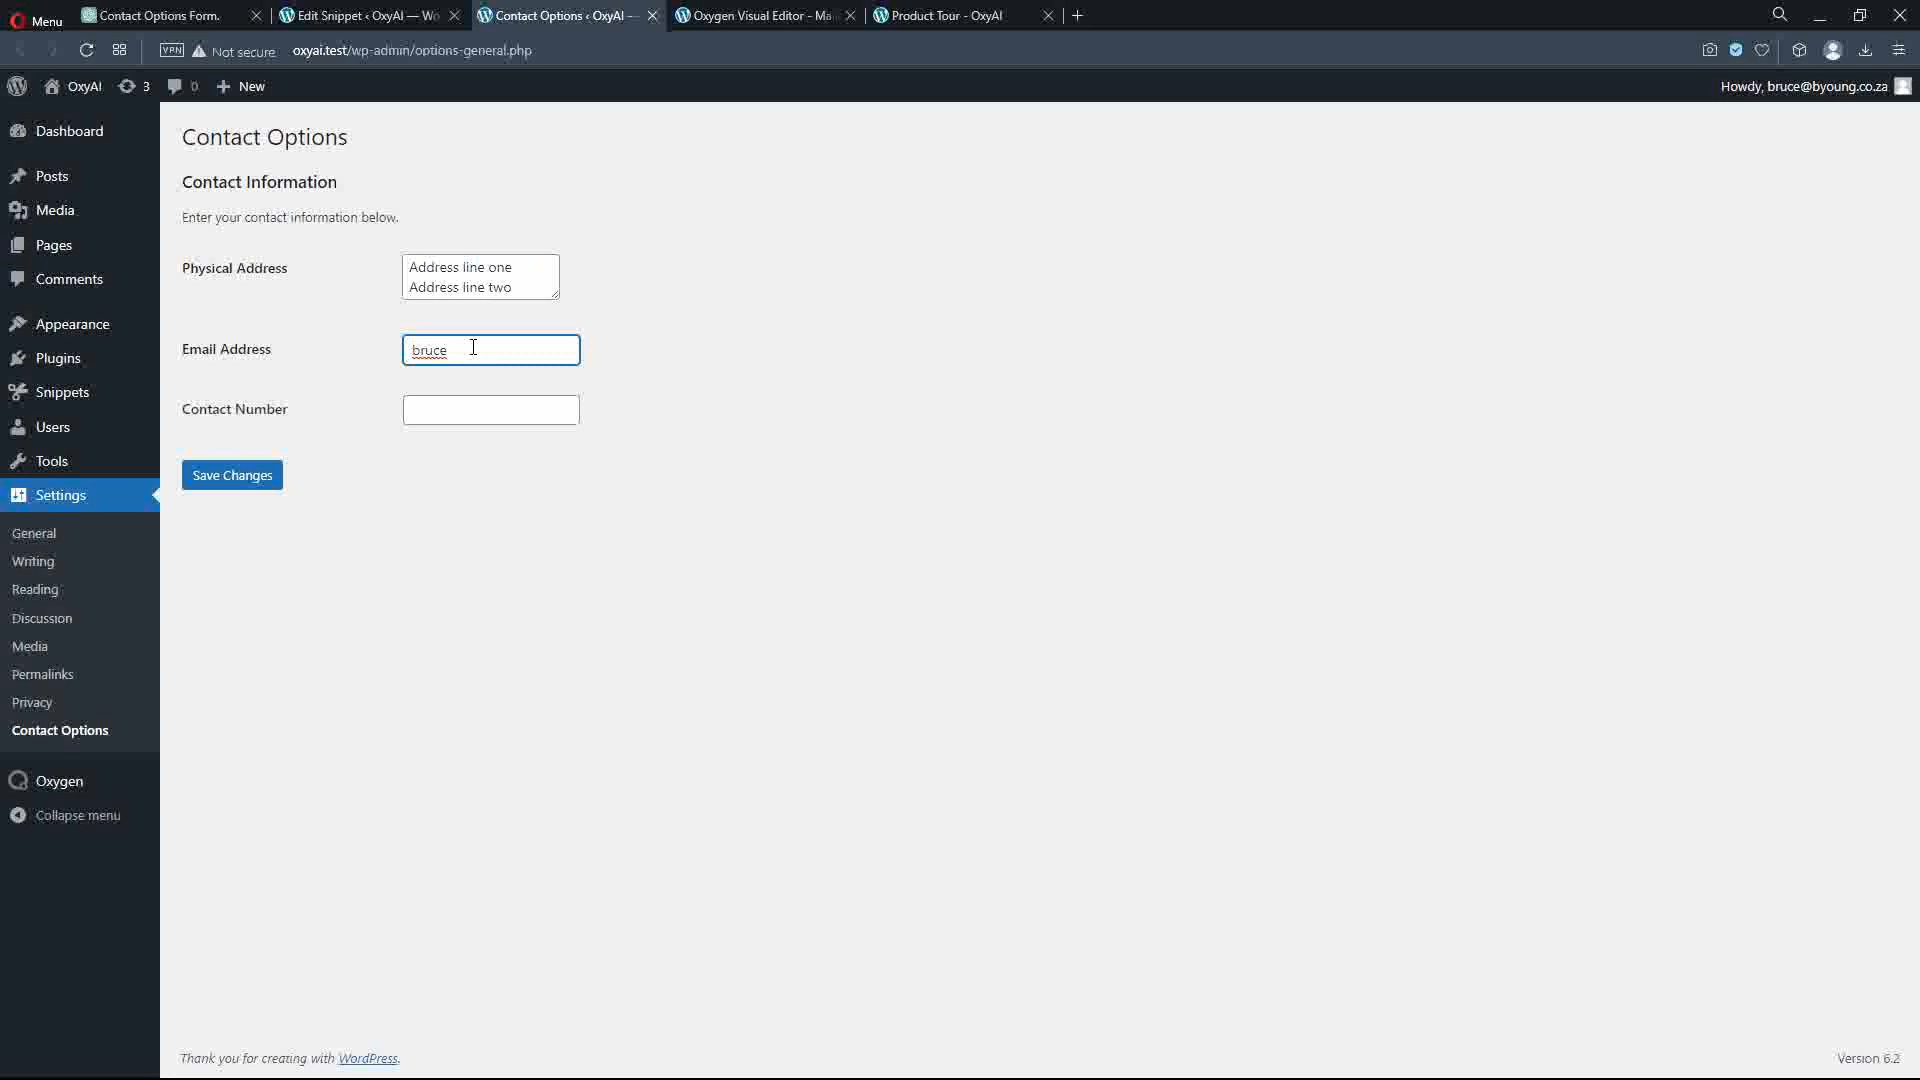 Menu
Contact Options Form.
Edit Snippet ‹ OxyAI — Wo
Contact Options ‹ OxyAI —
Oxygen Visual Editor - Ma
Product Tour - OxyAI
VPN
Not secure
oxyai.test/wp-admin/options-general.php
OxyAI
3
0
New
Howdy, bruce@byoung.co.za
Dashboard
Posts
Media
Pages
Comments
Appearance
Plugins
Snippets
Users
Tools
Settings
General
Writing
Reading
Discussion
Media
Permalinks
Privacy
Contact Options
Oxygen
Collapse menu
Contact Options
Contact Information
Enter your contact information below.
Physical Address
Address line one
Address line two
Email Address
bruce
Contact Number
Save Changes
Thank you for creating with WordPress.
Version 6.2